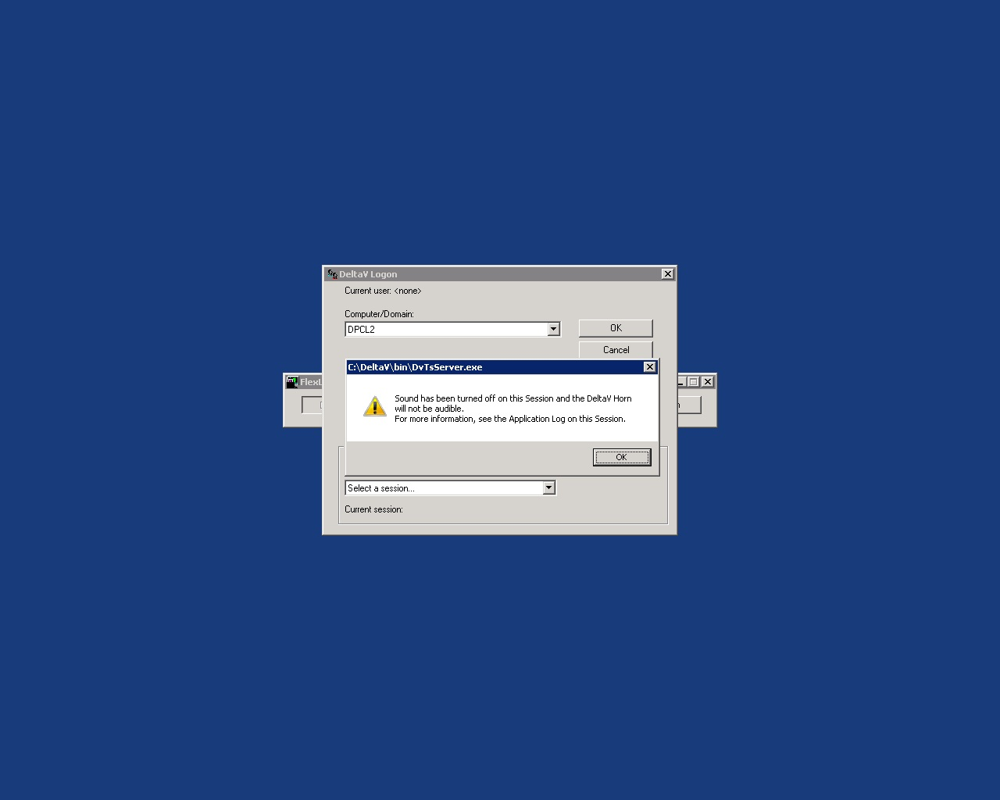 DeltaV Logon
Current user: <none>
Computer/Domain:
DPCL2
OK
Cancel
C:\DeltaV\bin\DvTsServer.exe
Sound has been turned off on this Session and the DeltaV Horn
will not be audible.
For more information, see the Application Log on this Session.
OK
Select a session...
Current session: